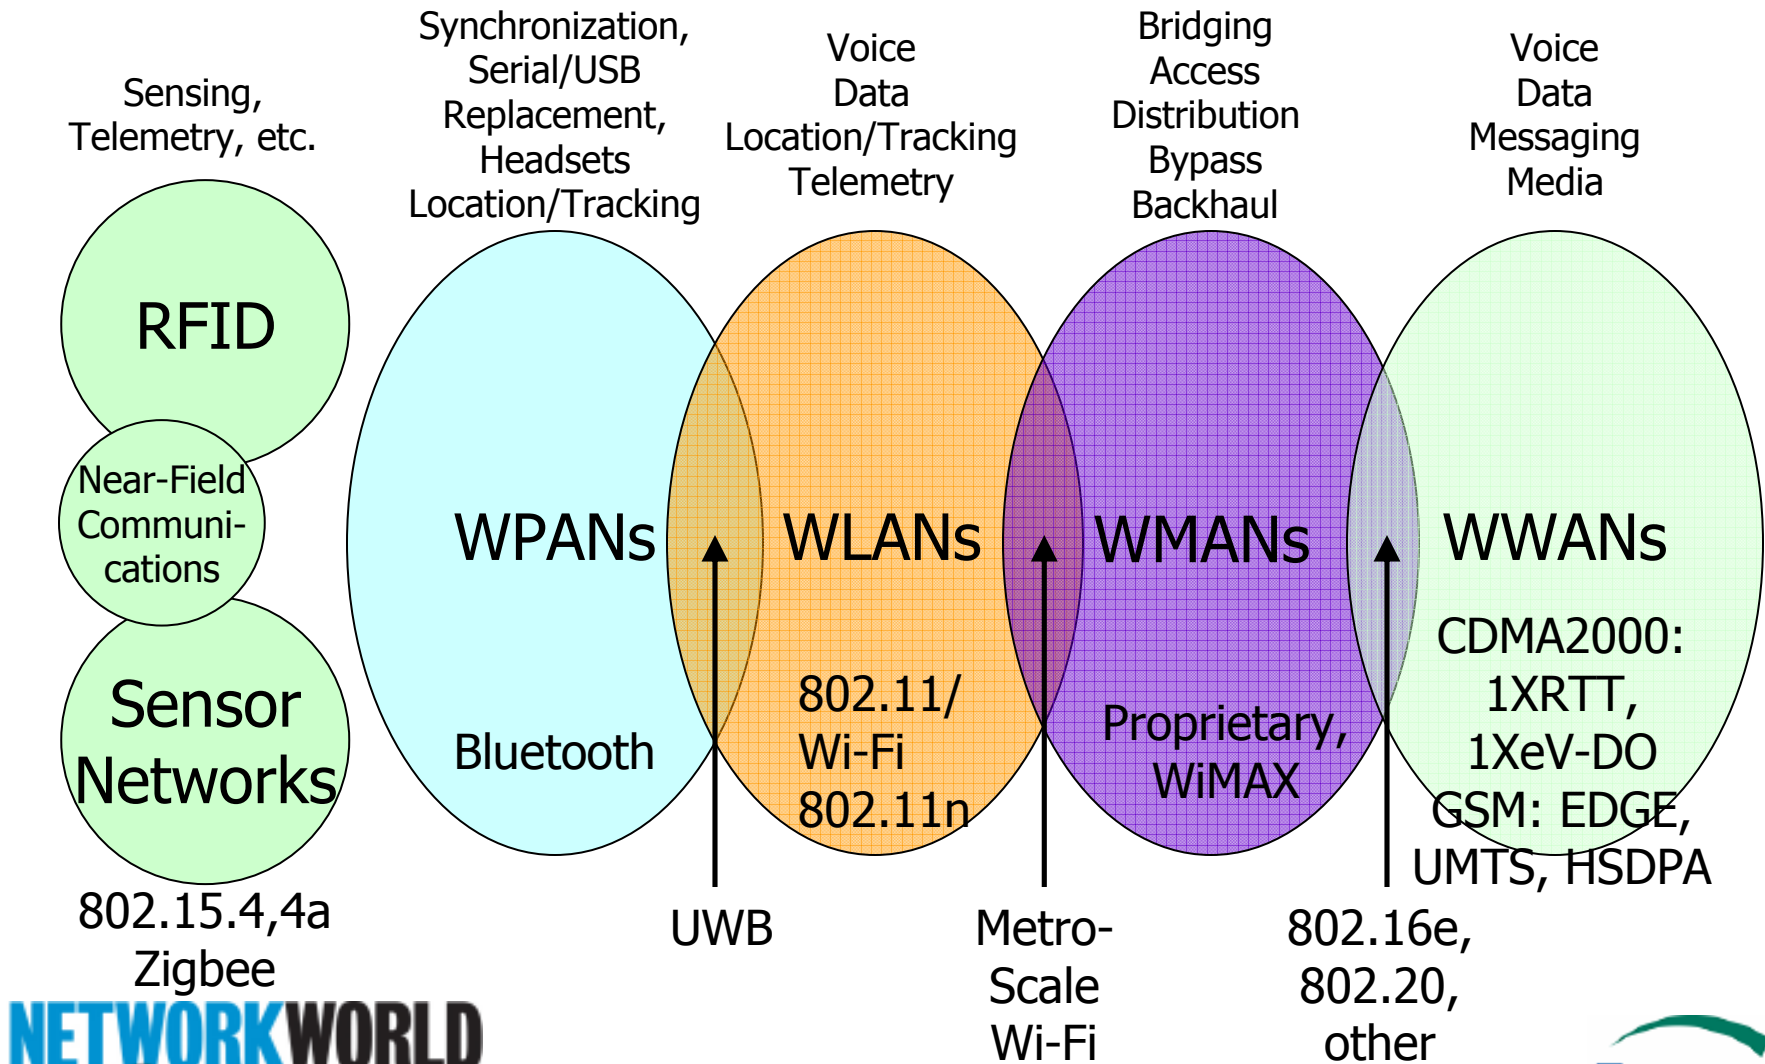 Sensing,
Telemetry, etc.
Synchronization,
Serial/USB
Replacement,
Headsets
Location/Tracking
Voice
Data
Location/Tracking
Telemetry
Bridging
Access
Distribution
Bypass
Backhaul
Voice
Data
Messaging
Media
RFID
Near-Field
Communi-
cations
Sensor
Networks
802.15.4,4a
Zigbee
WPANs
Bluetooth
WLANs
802.11/
Wi-Fi
802.11n
WMANs
Proprietary,
WiMAX
WWANs
CDMA2000:
1XRTT,
1XeV-DO
GSM: EDGE,
UMTS, HSDPA
UWB
Metro-
Scale
Wi-Fi
802.16e,
802.20,
other
NETWORKWORLD